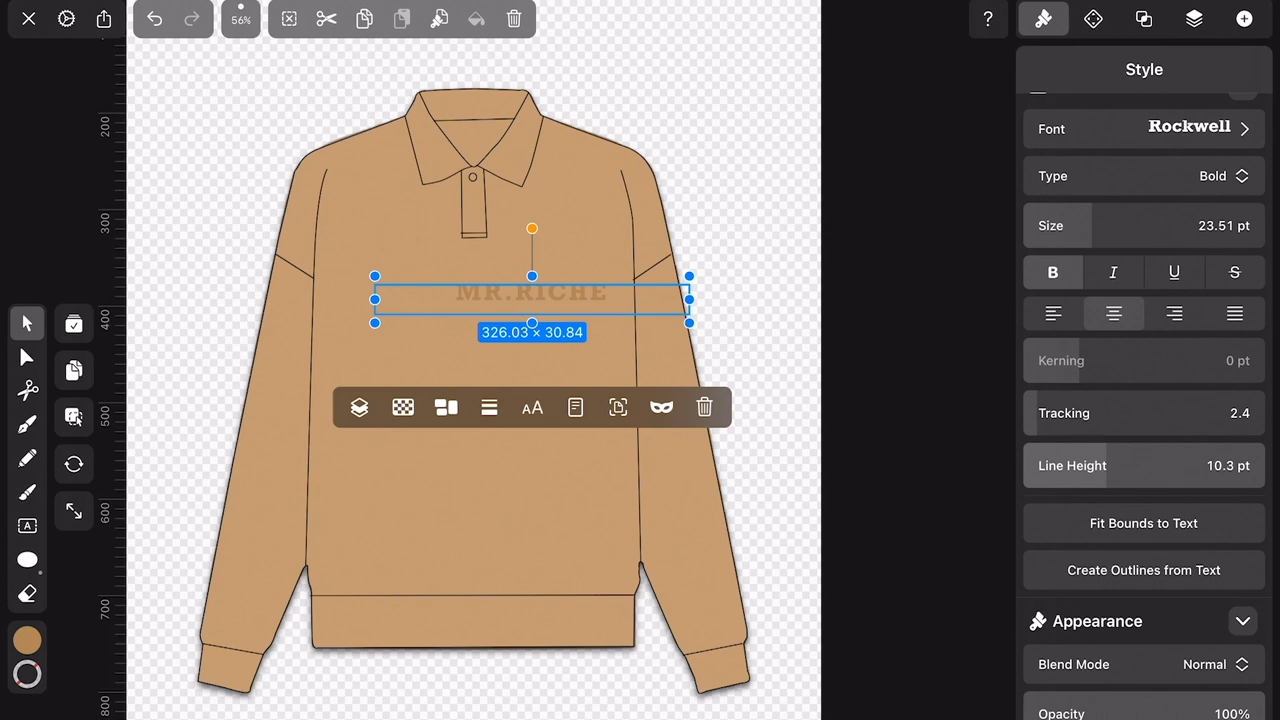 56%
?
Style
Font Rockwell
Type Bold
Size 23.51 pt
B I U S
Kerning 0 pt
Tracking 2.4
Line Height 10.3 pt
Fit Bounds to Text
Create Outlines from Text
Appearance
Blend Mode Normal
Opacity 100%
MR.RICHE
326.03 × 30.84
AA
A
200
300
400
500
600
700
800